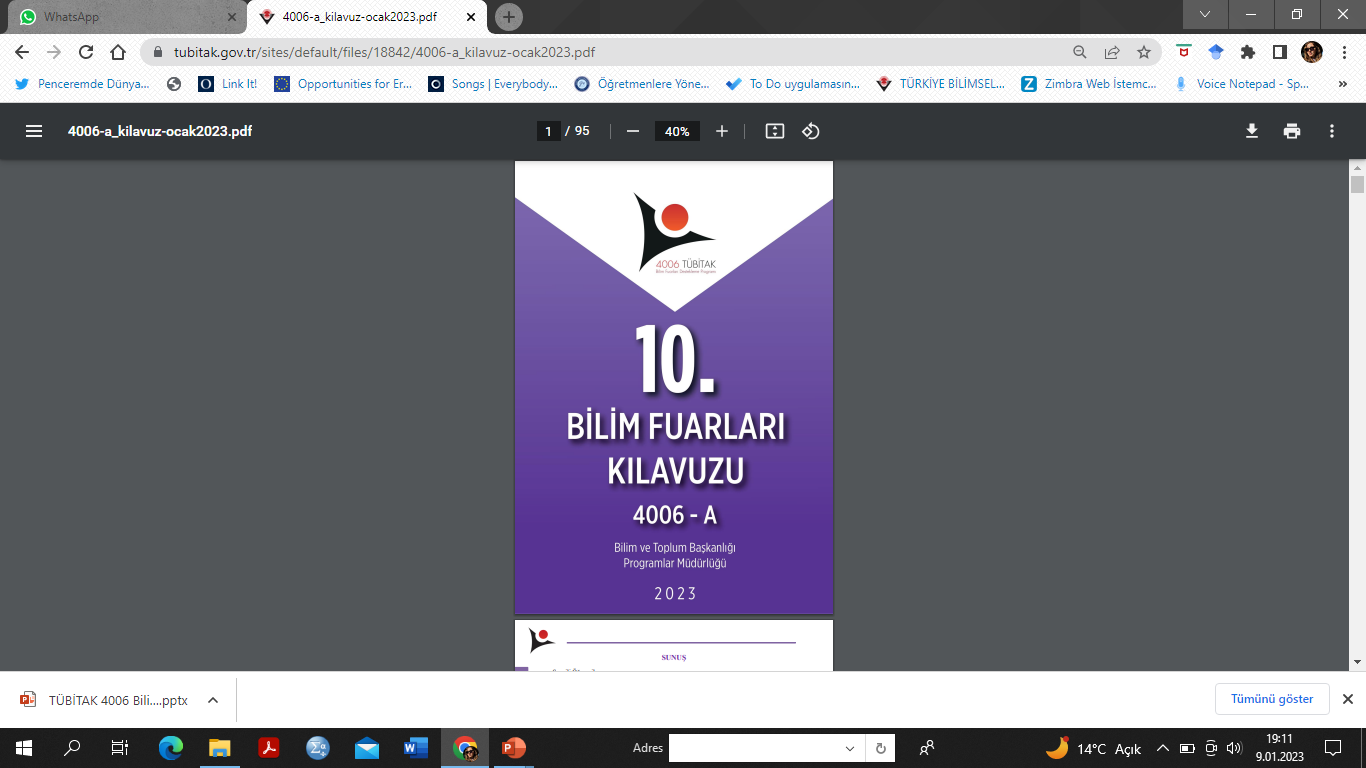 WhatsApp
4006-a_kilavuz-ocak2023.pdf
tubitak.gov.tr/sites/default/files/18842/4006-a_kilavuz-ocak2023.pdf
Penceremde Dünya...
Link It!
Opportunities for Er...
Songs | Everybody...
Öğretmenlere Yöne...
To Do uygulamasın...
TÜRKİYE BİLİMSEL...
Zimbra Web İstemc...
Voice Notepad - Sp...
»
4006-a_kilavuz-ocak2023.pdf
1 / 95
40%
4006 TÜBİTAK
Bilim Fuarları Destekleme Programı
10.
BİLİM FUARLARI
KILAVUZU
4006 - A
Bilim ve Toplum Başkanlığı
Programlar Müdürlüğü
2023
SUNUŞ
TÜBİTAK 4006 Bili....pptx
Tümünü göster
Adres
14°C Açık
19:11
9.01.2023